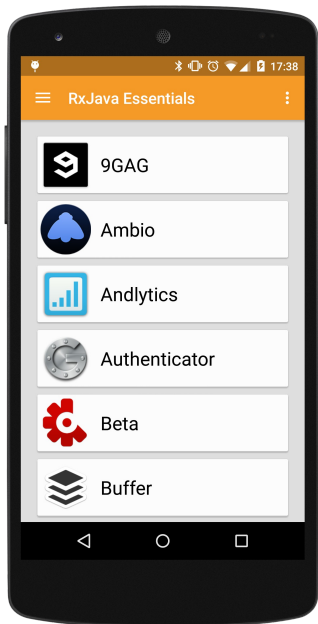 17:38
RxJava Essentials
9GAG
Ambio
Andlytics
Authenticator
Beta
Buffer